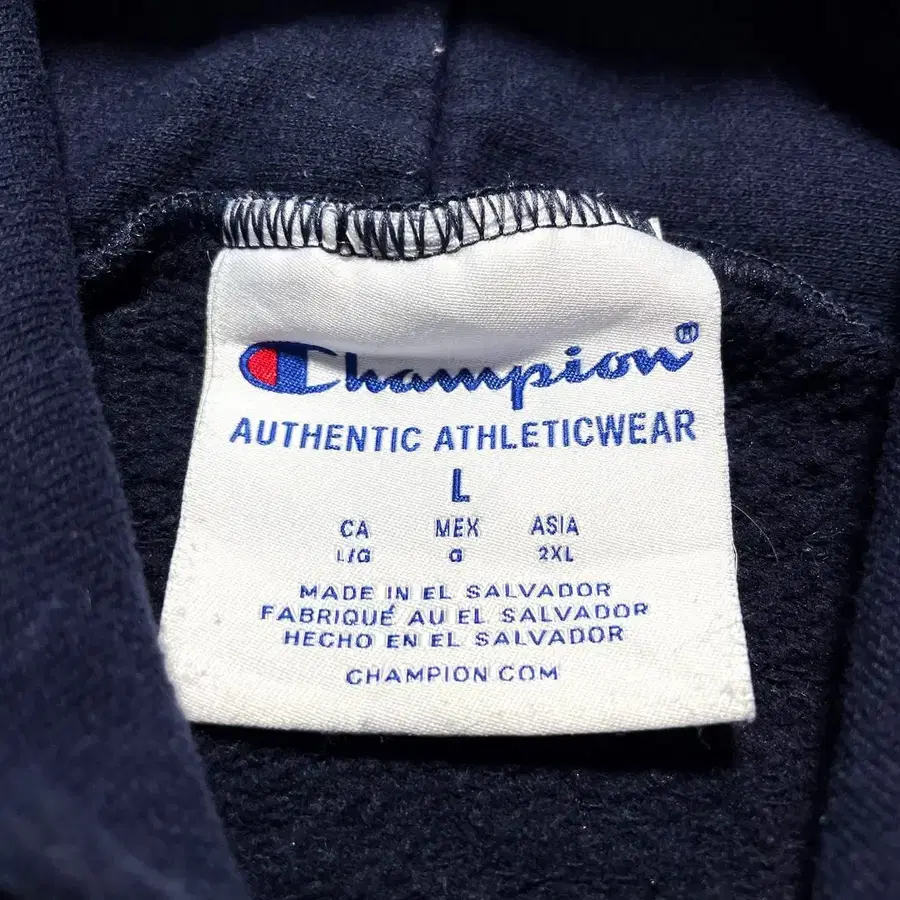 Champion®
AUTHENTIC ATHLETICWEAR
L
CA MEX ASIA
L/G G 2XL
MADE IN EL SALVADOR
FABRIQUÉ AU EL SALVADOR
HECHO EN EL SALVADOR
CHAMPION.COM